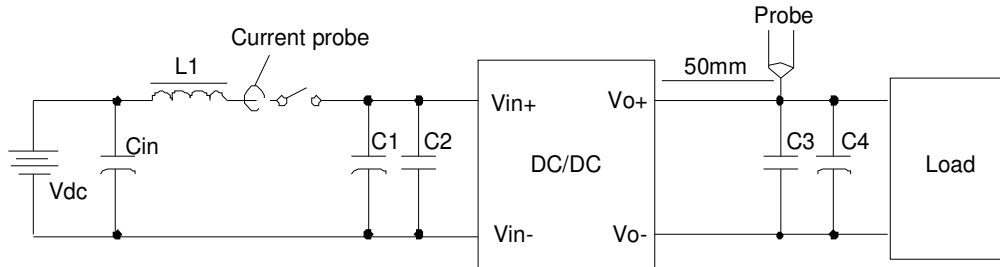 Probe
Current probe
L1
50mm
Vin+
Vo+
Cin
C1
C2
C3
C4
DC/DC
Load
Vdc
Vin-
Vo-